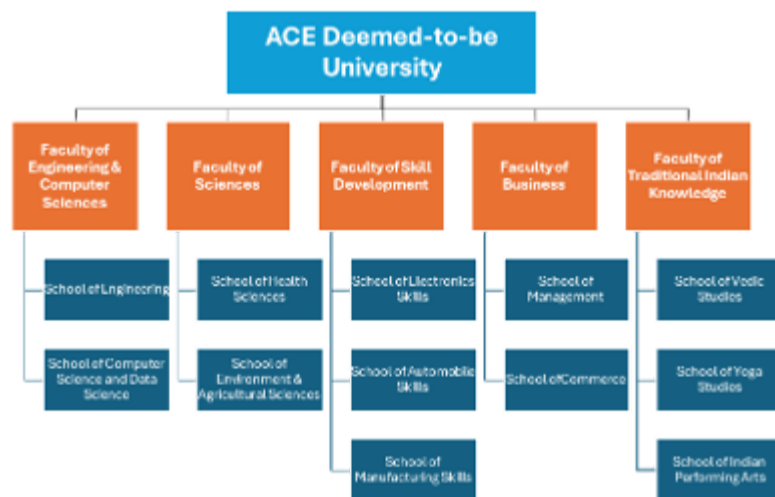 ACE Deemed-to-be
University
Faculty of
Engineering &
Computer
Sciences
Faculty of
Sciences
Faculty of Skill
Development
Faculty of
Business
Faculty of
Traditional Indian
Knowledge
School of Engineering
School of Computer
Science and Data
Science
School of Health
Sciences
School of
Environment &
Agricultural Sciences
School of Electronics
Skills
School of Automobile
Skills
School of
Manufacturing Skills
School of
Management
School of Commerce
School of Vedic
Studies
School of Yoga
Studies
School of Indian
Performing Arts